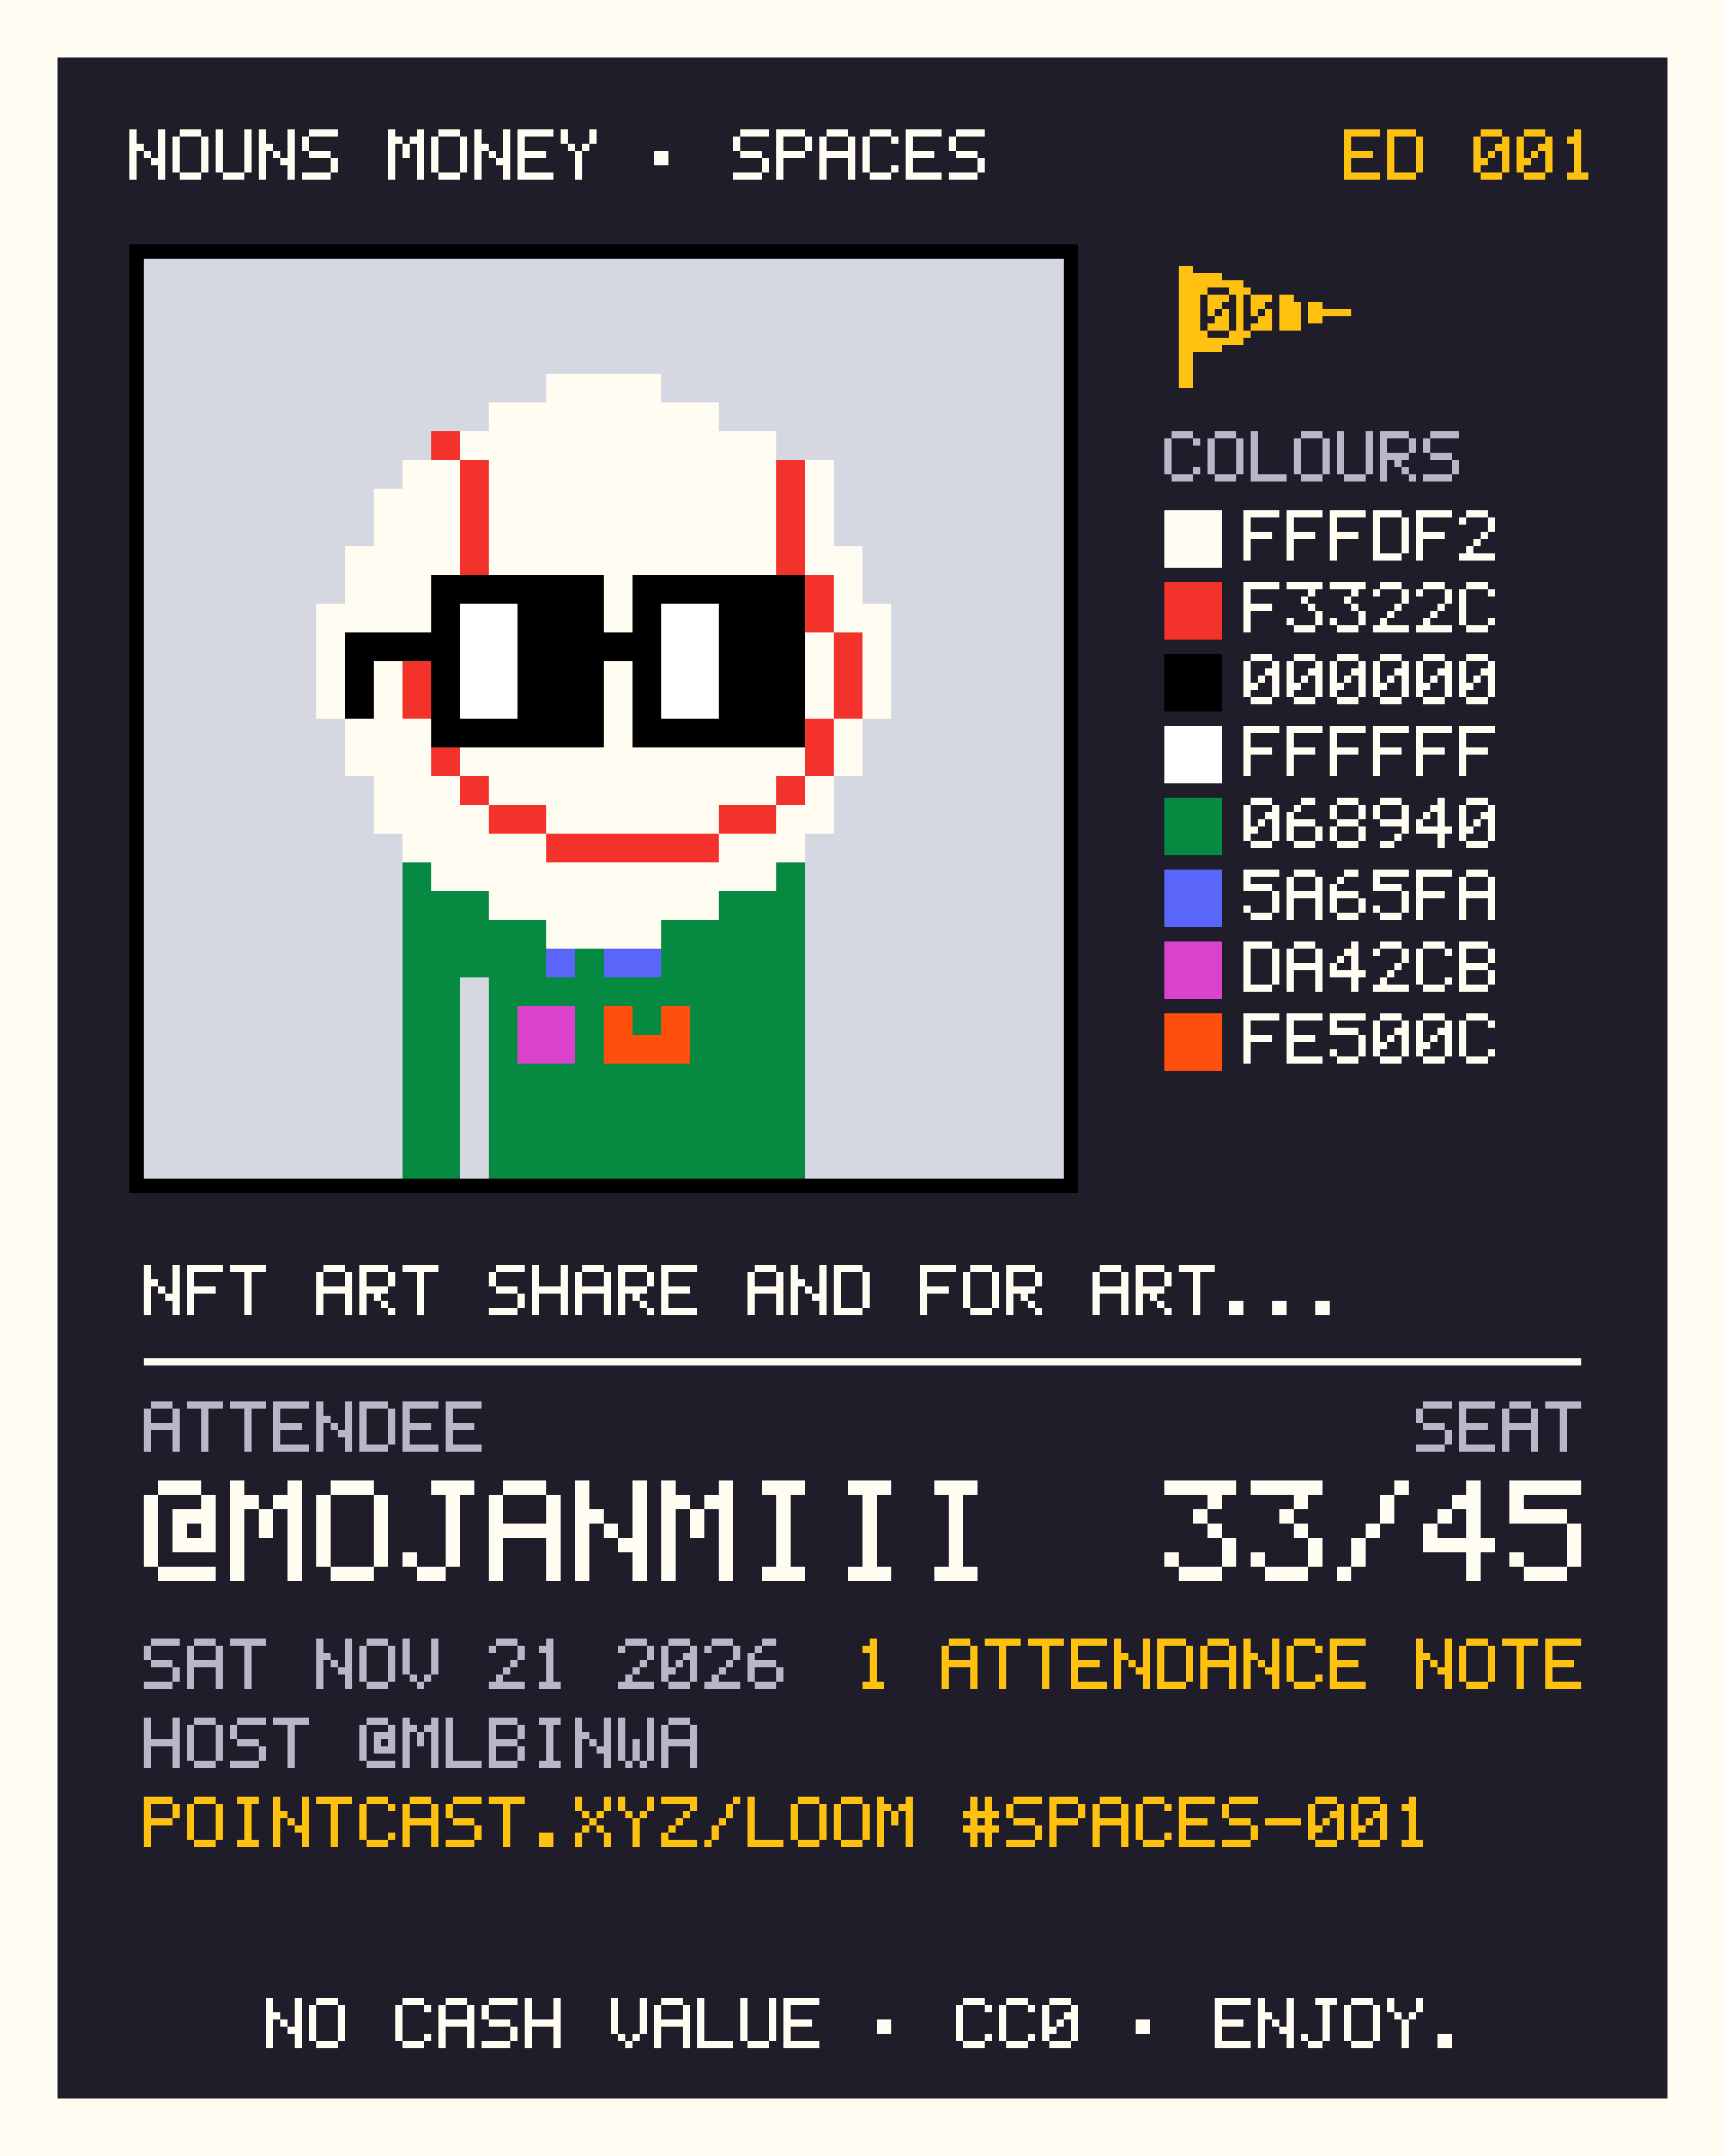 NOUNS MONEY · SPACES ED 001
COLOURS
FFFDF2
F3322C
000000
FFFFFF
068940
5A65FA
DA42CB
FE500C
NFT ART SHARE AND FOR ART...
ATTENDEE SEAT
@MOJANMIII 33/45
SAT NOV 21 2026 1 ATTENDANCE NOTE
HOST @MLBINWA
POINTCAST.XYZ/LOOM #SPACES-001
NO CASH VALUE · CC0 · ENJOY.